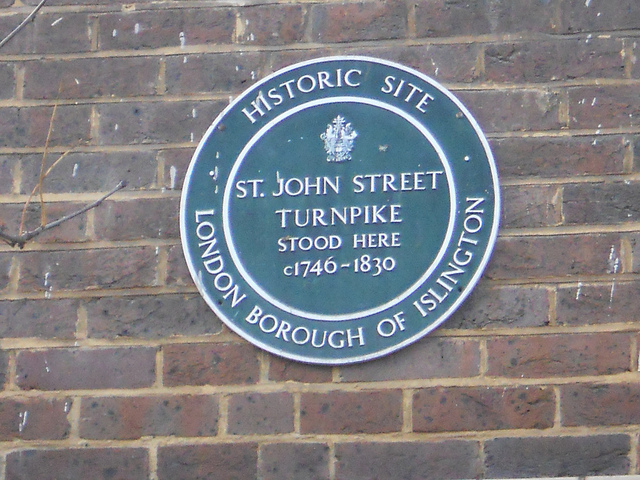 HISTORIC SITE
ST. JOHN STREET
TURNPIKE
STOOD HERE
c1746-1830
LONDON BOROUGH OF ISLINGTON